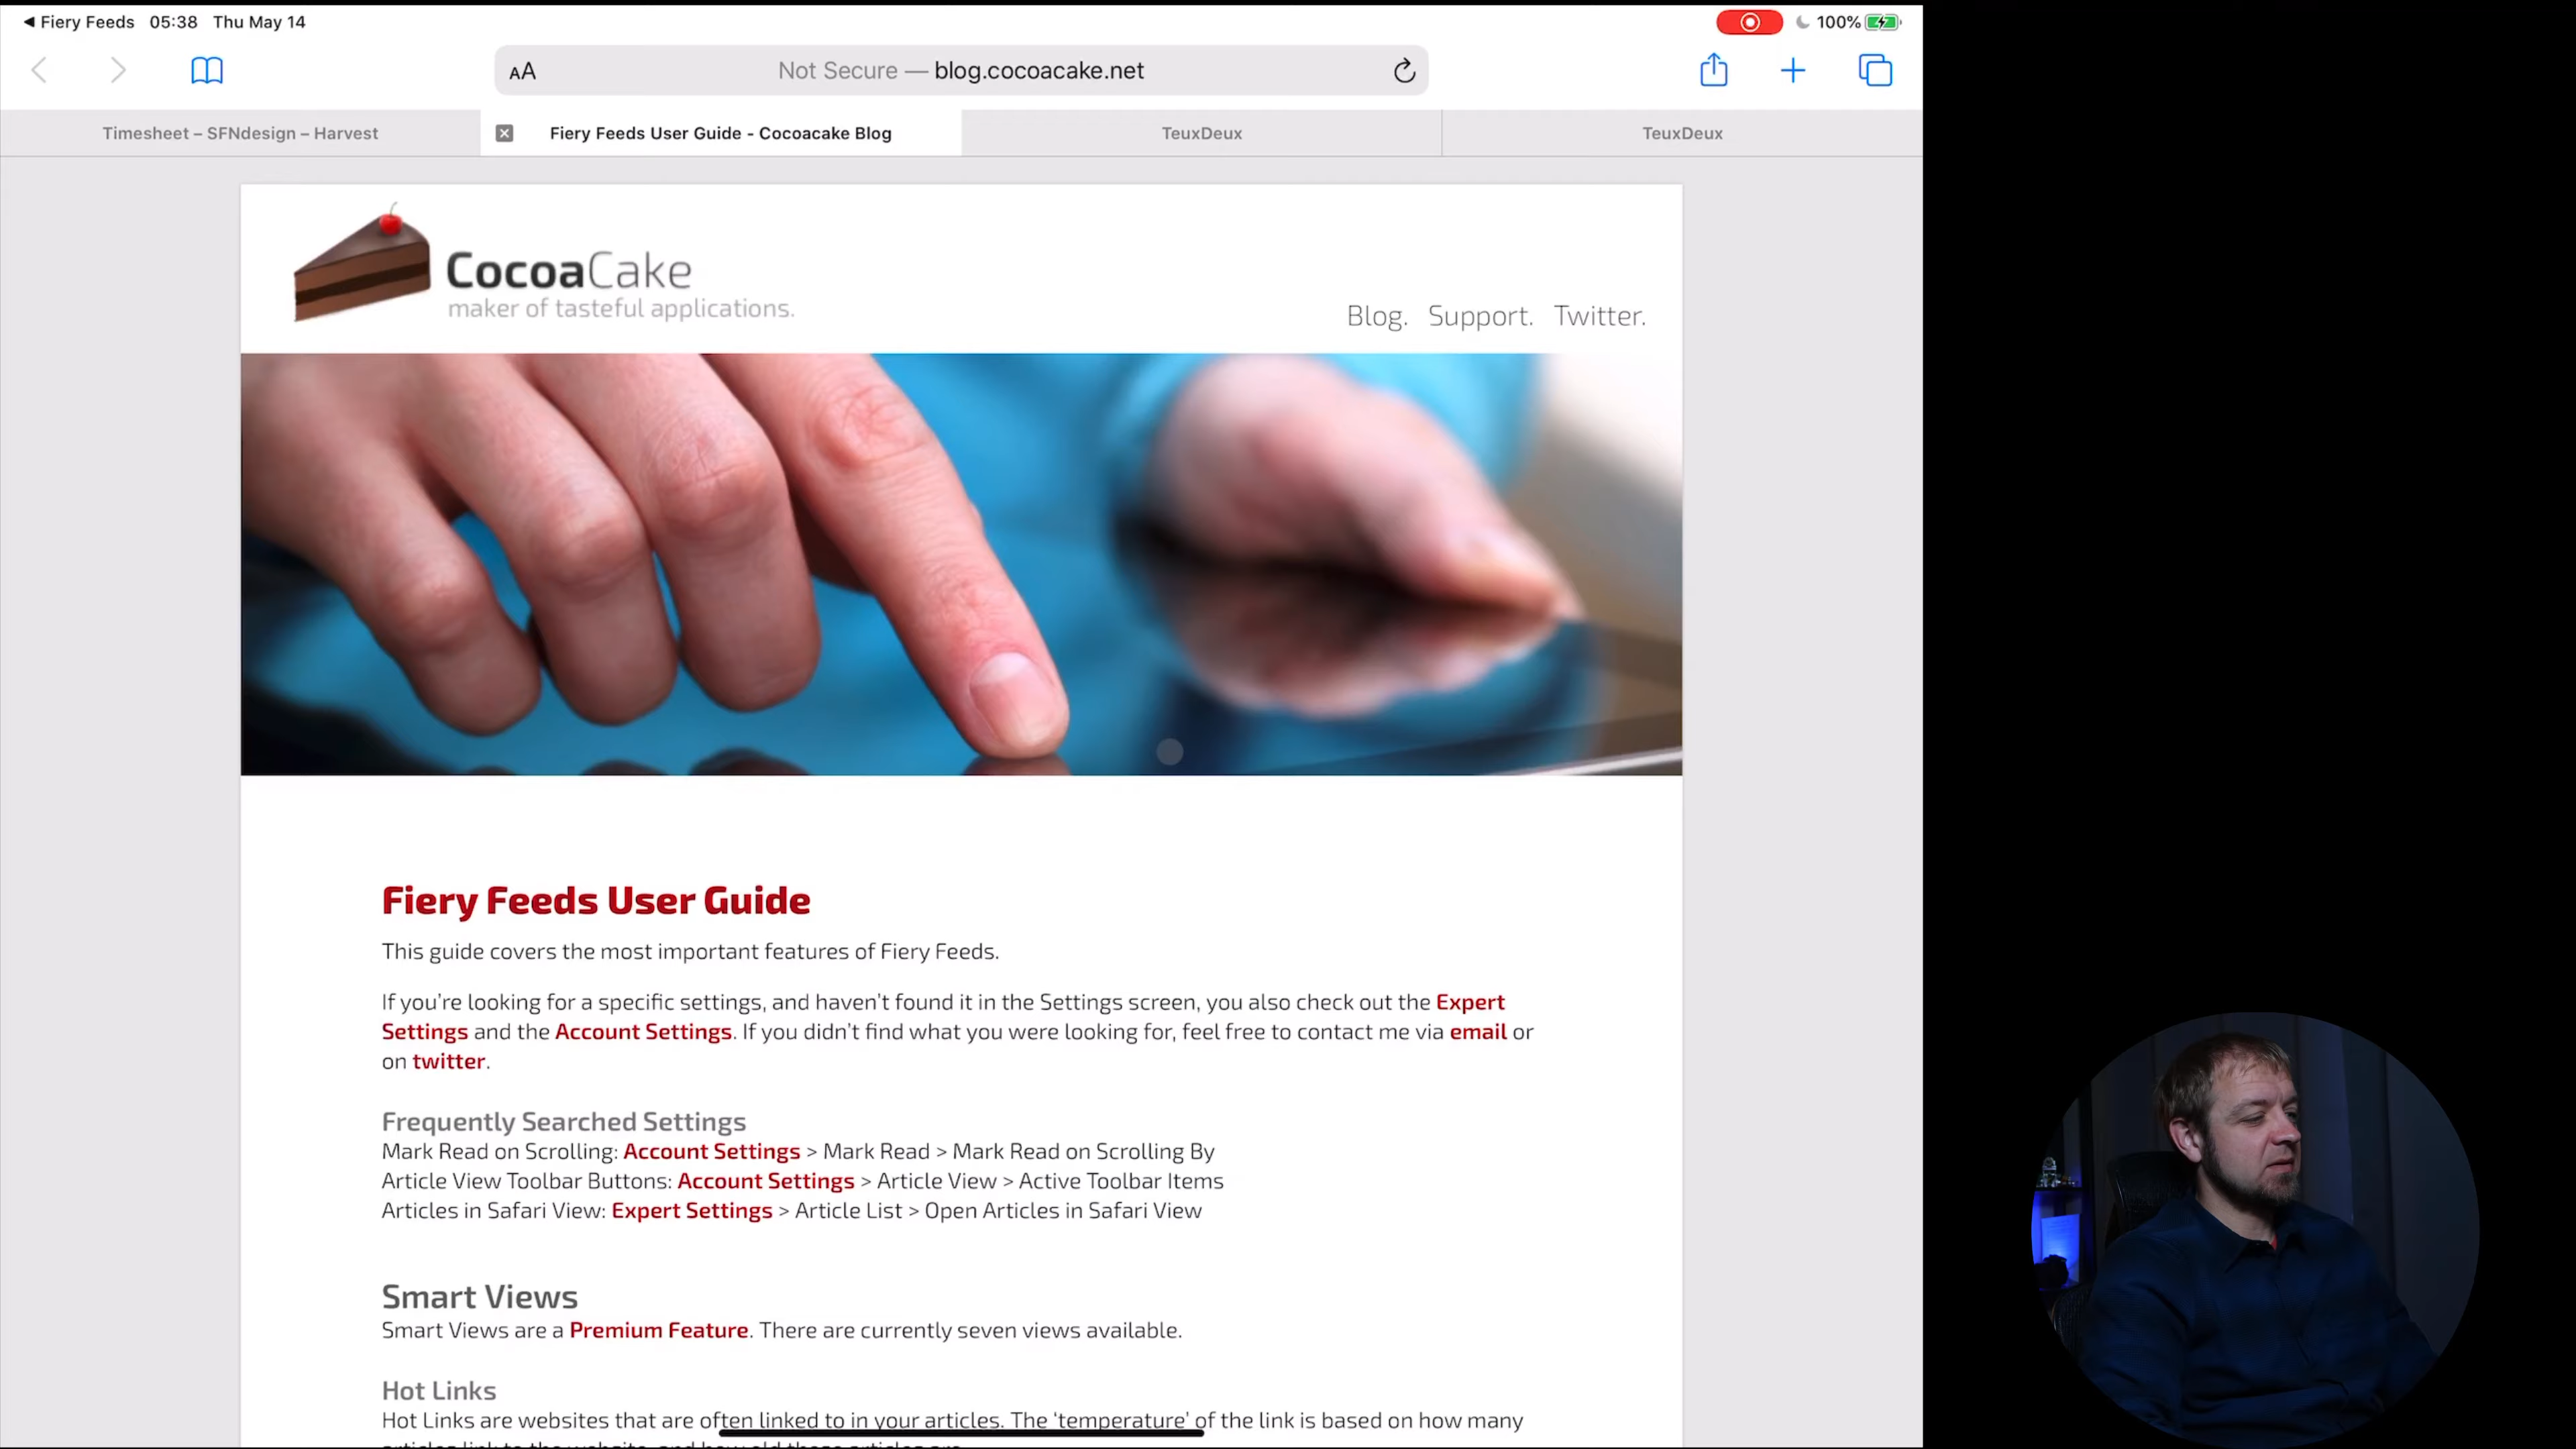 ◀ Fiery Feeds 05:38 Thu May 14
100%
AA Not Secure — blog.cocoacake.net
Timesheet – SFNdesign – Harvest
Fiery Feeds User Guide - Cocoacake Blog
TeuxDeux
TeuxDeux
CocoaCake
maker of tasteful applications.
Blog. Support. Twitter.
Fiery Feeds User Guide
This guide covers the most important features of Fiery Feeds.
If you're looking for a specific settings, and haven't found it in the Settings screen, you also check out the Expert
Settings and the Account Settings. If you didn't find what you were looking for, feel free to contact me via email or
on twitter.
Frequently Searched Settings
Mark Read on Scrolling: Account Settings > Mark Read > Mark Read on Scrolling By
Article View Toolbar Buttons: Account Settings > Article View > Active Toolbar Items
Articles in Safari View: Expert Settings > Article List > Open Articles in Safari View
Smart Views
Smart Views are a Premium Feature. There are currently seven views available.
Hot Links
Hot Links are websites that are often linked to in your articles. The 'temperature' of the link is based on how many